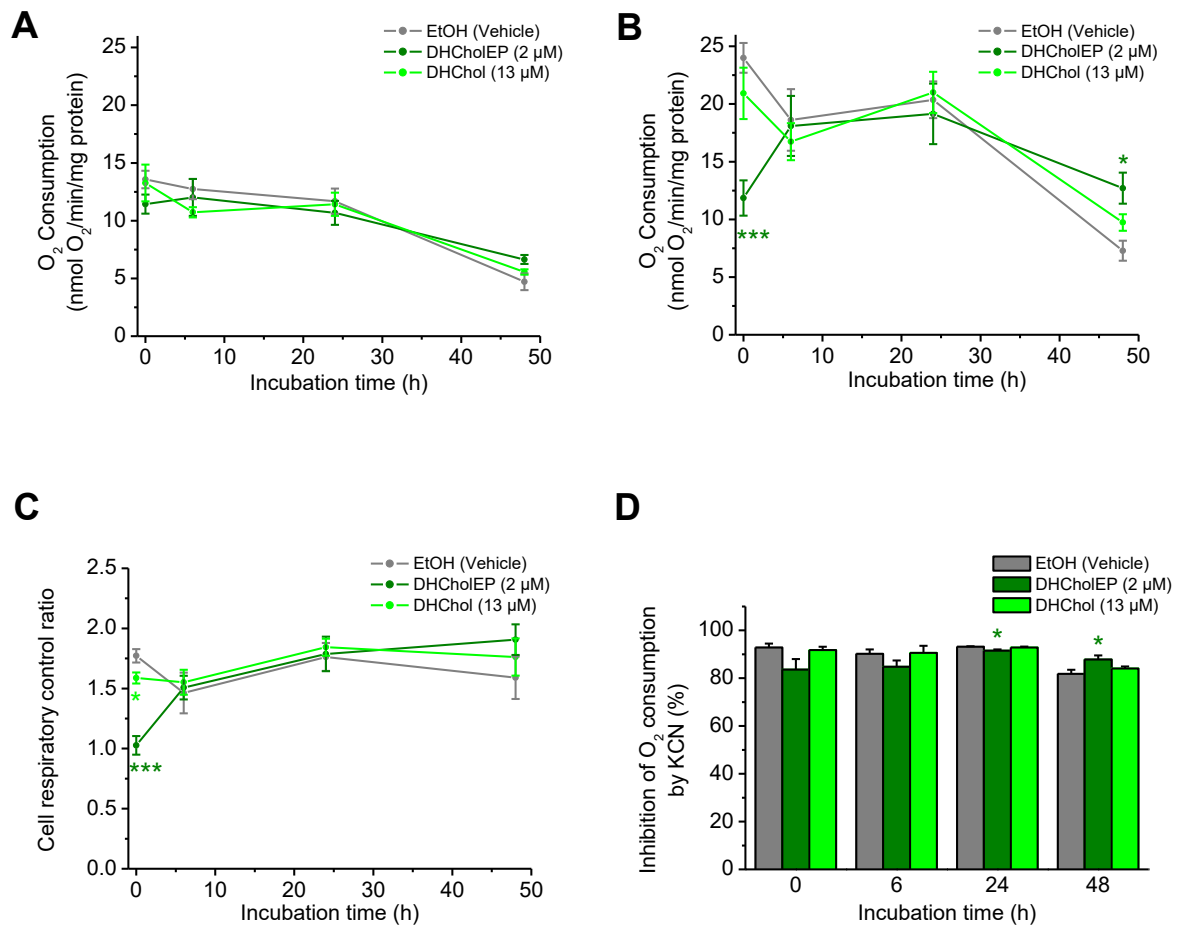 A
EtOH (Vehicle)
DHCholEP (2 µM)
DHChol (13 µM)
25
20
15
10
5
0
O₂ Consumption
(nmol O₂/min/mg protein)
0 10 20 30 40 50
Incubation time (h)
B
EtOH (Vehicle)
DHCholEP (2 µM)
DHChol (13 µM)
25
20
15
10
5
0
O₂ Consumption
(nmol O₂/min/mg protein)
***
*
0 10 20 30 40 50
Incubation time (h)
C
EtOH (Vehicle)
DHCholEP (2 µM)
DHChol (13 µM)
2.5
2.0
1.5
1.0
0.5
0.0
Cell respiratory control ratio
*
***
0 10 20 30 40 50
Incubation time (h)
D
EtOH (Vehicle)
DHCholEP (2 µM)
DHChol (13 µM)
100
80
60
40
20
0
Inhibition of O₂ consumption
by KCN (%)
* *
0 6 24 48
Incubation time (h)